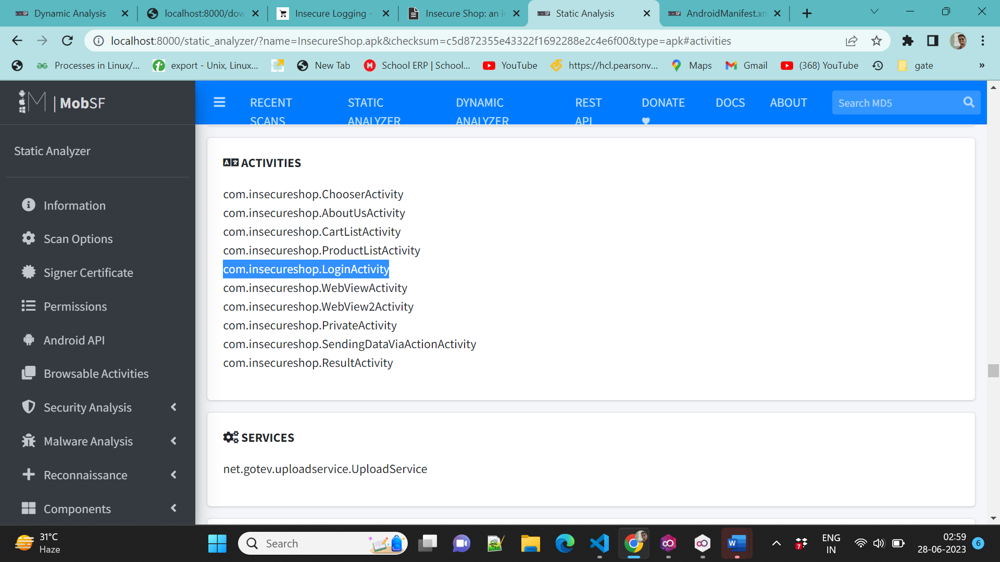 Dynamic Analysis
localhost:8000/dow
Insecure Logging -
Insecure Shop: an i
Static Analysis
AndroidManifest.xn
localhost:8000/static_analyzer/?name=InsecureShop.apk&checksum=c5d872355e43322f1692288e2c4e6f00&type=apk#activities
Processes in Linux/...
export - Unix, Linux...
New Tab
School ERP | School...
YouTube
https://hcl.pearsonv...
Maps
Gmail
(368) YouTube
gate
»
M | MobSF
RECENT SCANS
STATIC ANALYZER
DYNAMIC ANALYZER
REST API
DONATE ♥
DOCS
ABOUT
Search MD5
Static Analyzer
Information
Scan Options
Signer Certificate
Permissions
Android API
Browsable Activities
Security Analysis
Malware Analysis
Reconnaissance
Components
ACTIVITIES
com.insecureshop.ChooserActivity
com.insecureshop.AboutUsActivity
com.insecureshop.CartListActivity
com.insecureshop.ProductListActivity
com.insecureshop.LoginActivity
com.insecureshop.WebViewActivity
com.insecureshop.WebView2Activity
com.insecureshop.PrivateActivity
com.insecureshop.SendingDataViaActionActivity
com.insecureshop.ResultActivity
SERVICES
net.gotev.uploadservice.UploadService
31°C
Haze
Search
7
ENG
IN
02:59
28-06-2023
6